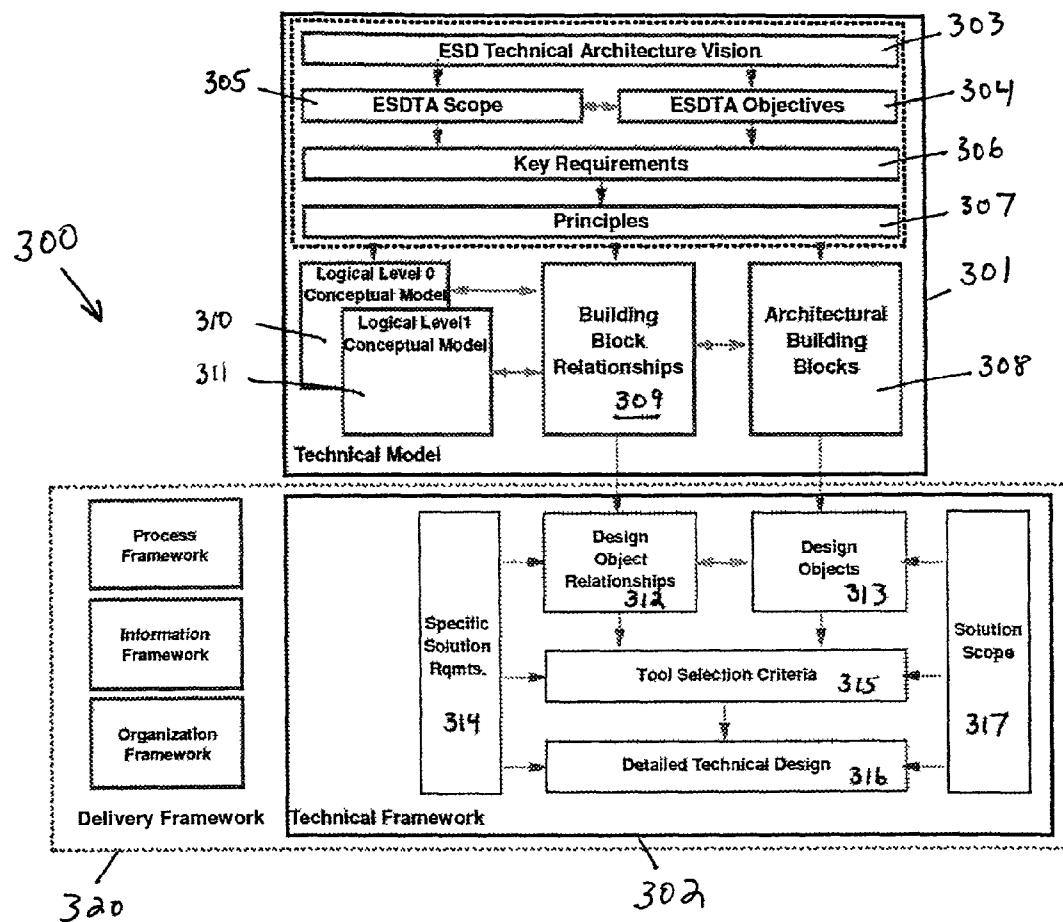 303
ESD Technical Architecture Vision
305
ESDTA Scope
ESDTA Objectives
304
Key Requirements
306
Principles
307
300
Logical Level 0
Conceptual Model
310
Logical Level1
Conceptual Model
311
Building
Block
Relationships
309
Architectural
Building
Blocks
301
308
Technical Model
Process
Framework
Information
Framework
Organization
Framework
Delivery Framework
Specific
Solution
Rqmts.
314
Design
Object
Relationships
312
Design
Objects
313
Tool Selection Criteria
315
Detailed Technical Design
316
Solution
Scope
317
Technical Framework
320
302